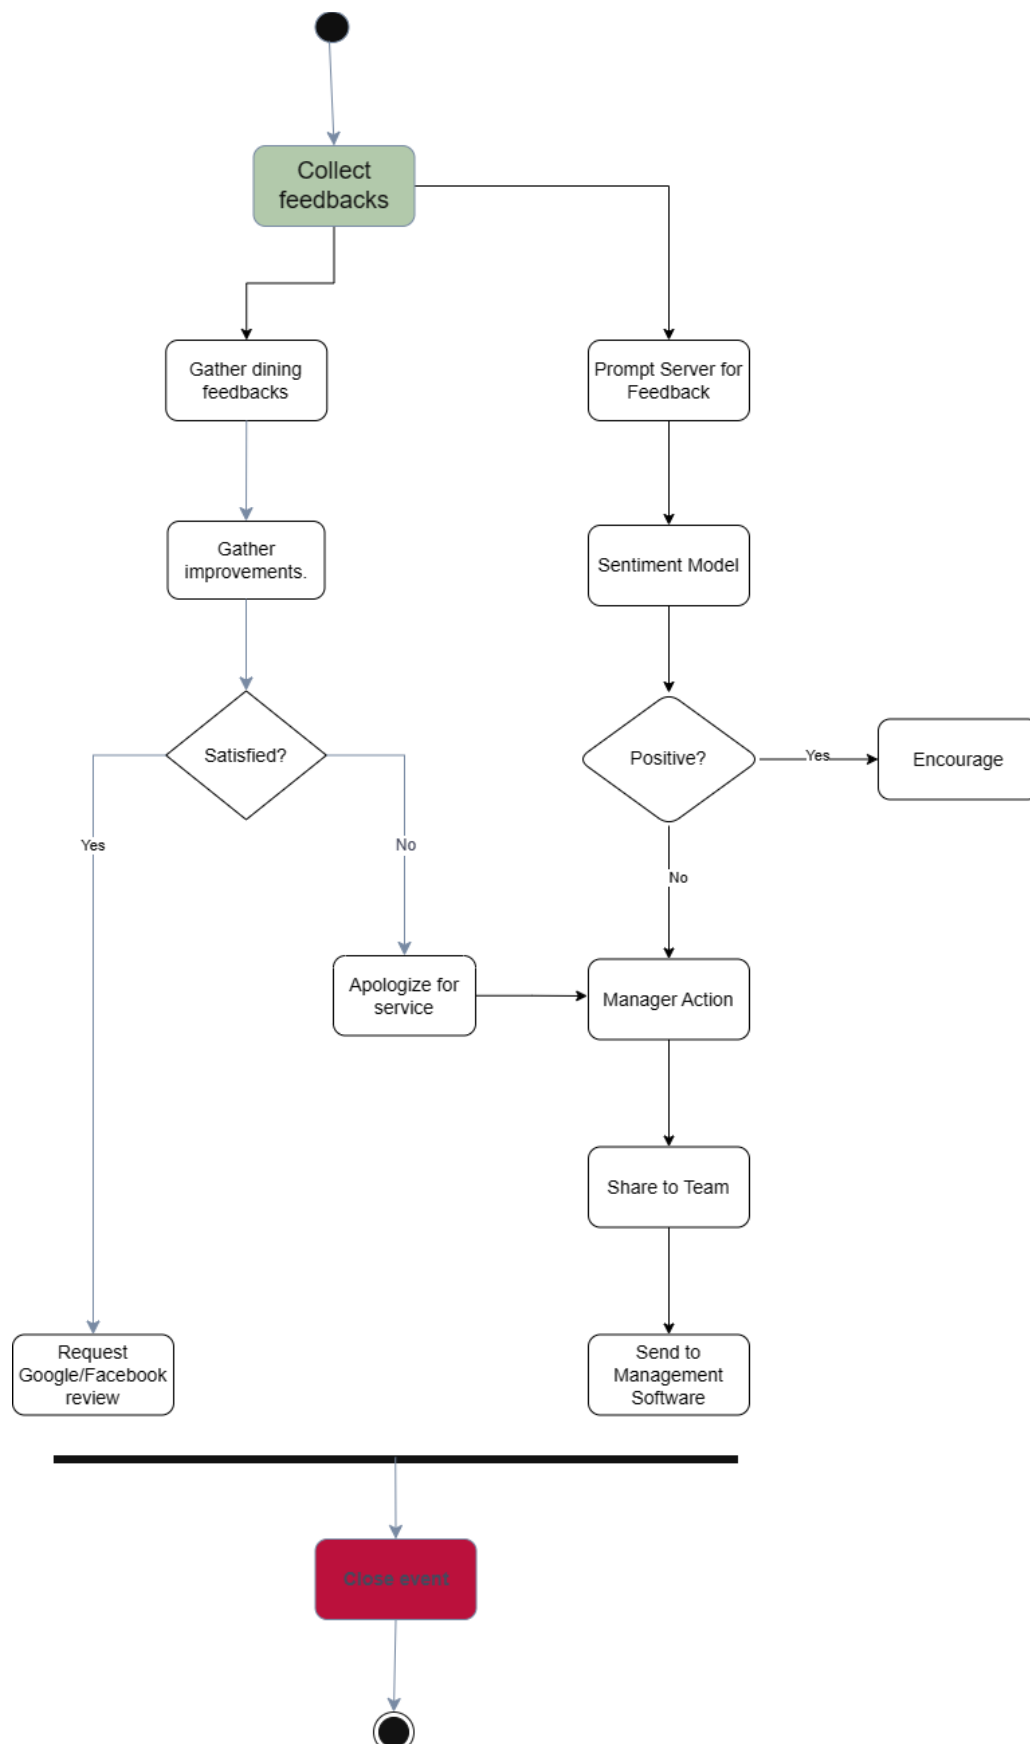 Collect
feedbacks
Gather dining
feedbacks
Prompt Server for
Feedback
Gather
improvements.
Sentiment Model
Satisfied?
Positive?
Yes
Encourage
Yes
No
No
Apologize for
service
Manager Action
Share to Team
Request
Google/Facebook
review
Send to
Management
Software
Close event